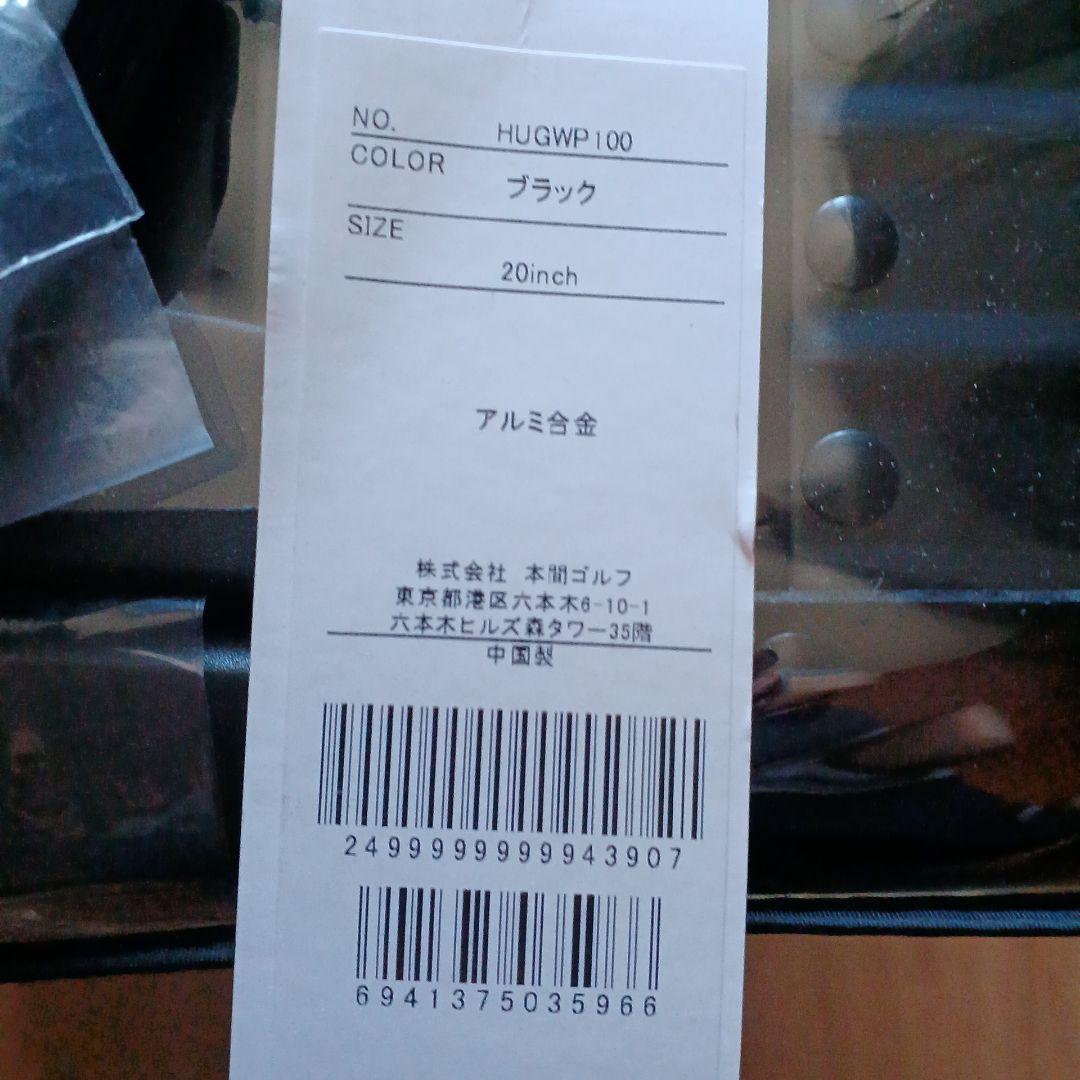 NO. HUGWP100
COLOR ブラック
SIZE
20inch
アルミ合金
株式会社 本間ゴルフ
東京都港区六本木6-10-1
六本木ヒルズ森タワー35階
中国製
2499999999943907
6941375035966